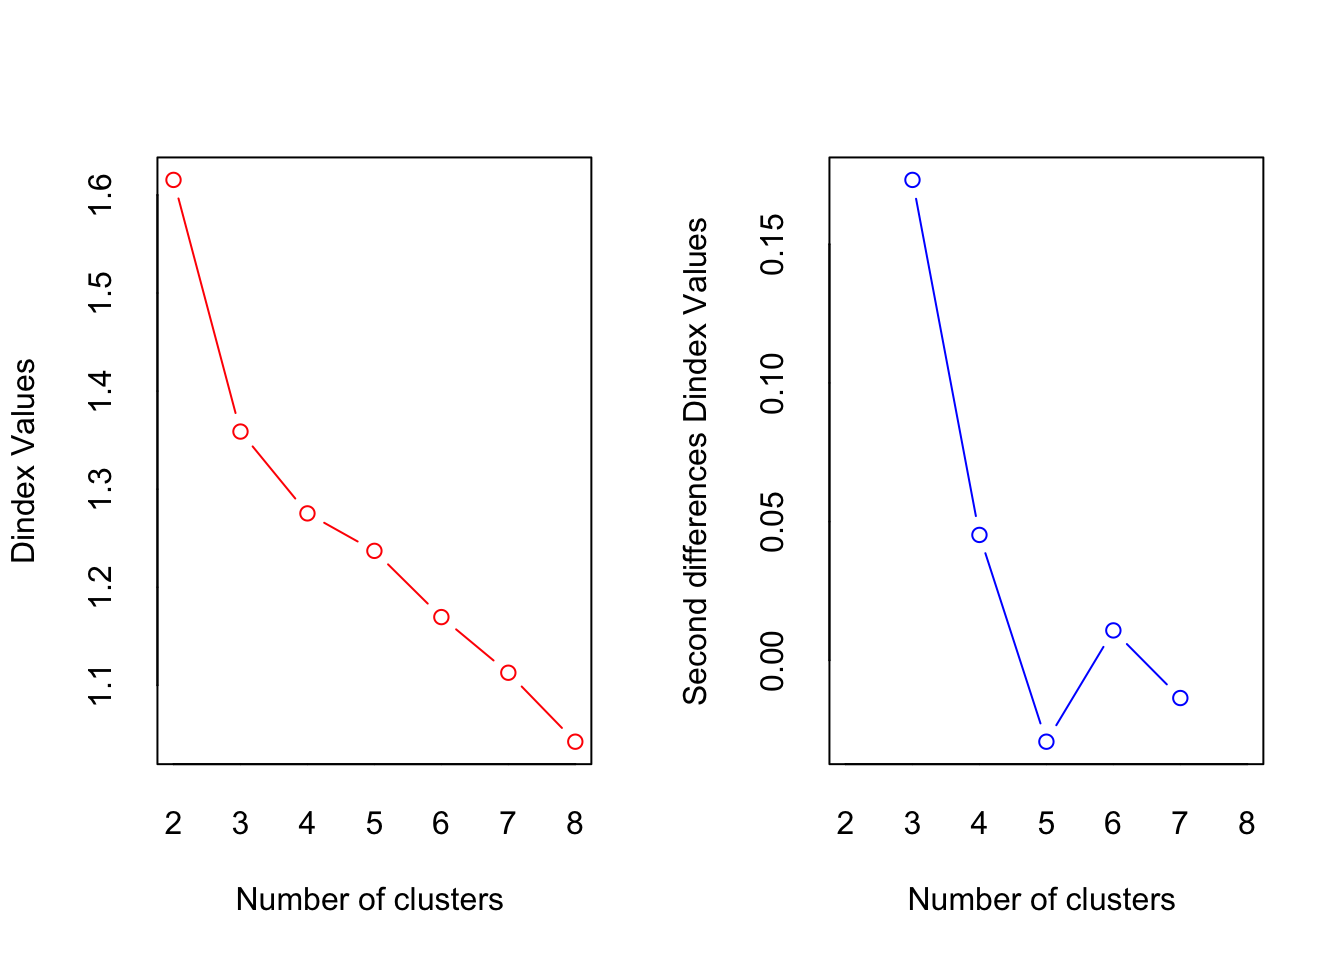 Dindex Values
1.6
1.5
1.4
1.3
1.2
1.1
2 3 4 5 6 7 8
Number of clusters
Second differences Dindex Values
0.15
0.10
0.05
0.00
2 3 4 5 6 7 8
Number of clusters